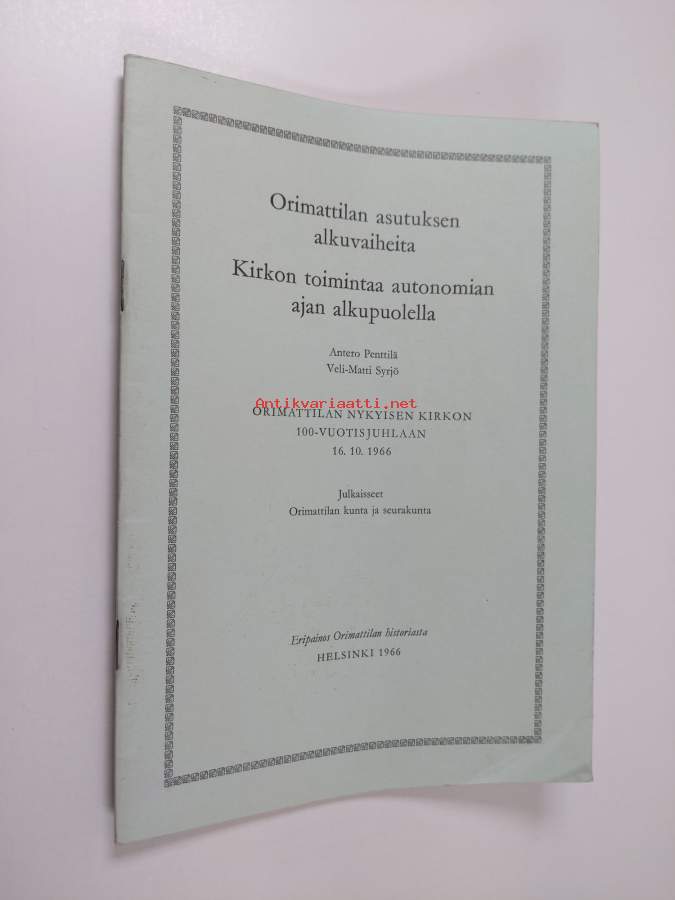 Orimattilan asutuksen
alkuvaiheita
Kirkon toimintaa autonomian
ajan alkupuolella
Antero Penttilä
Veli-Matti Syrjö
Antikvariaatti.net
ORIMATTILAN NYKYISEN KIRKON
100-VUOTISJUHLAAN
16. 10. 1966
Julkaisseet
Orimattilan kunta ja seurakunta
Eripainos Orimattilan historiasta
HELSINKI 1966